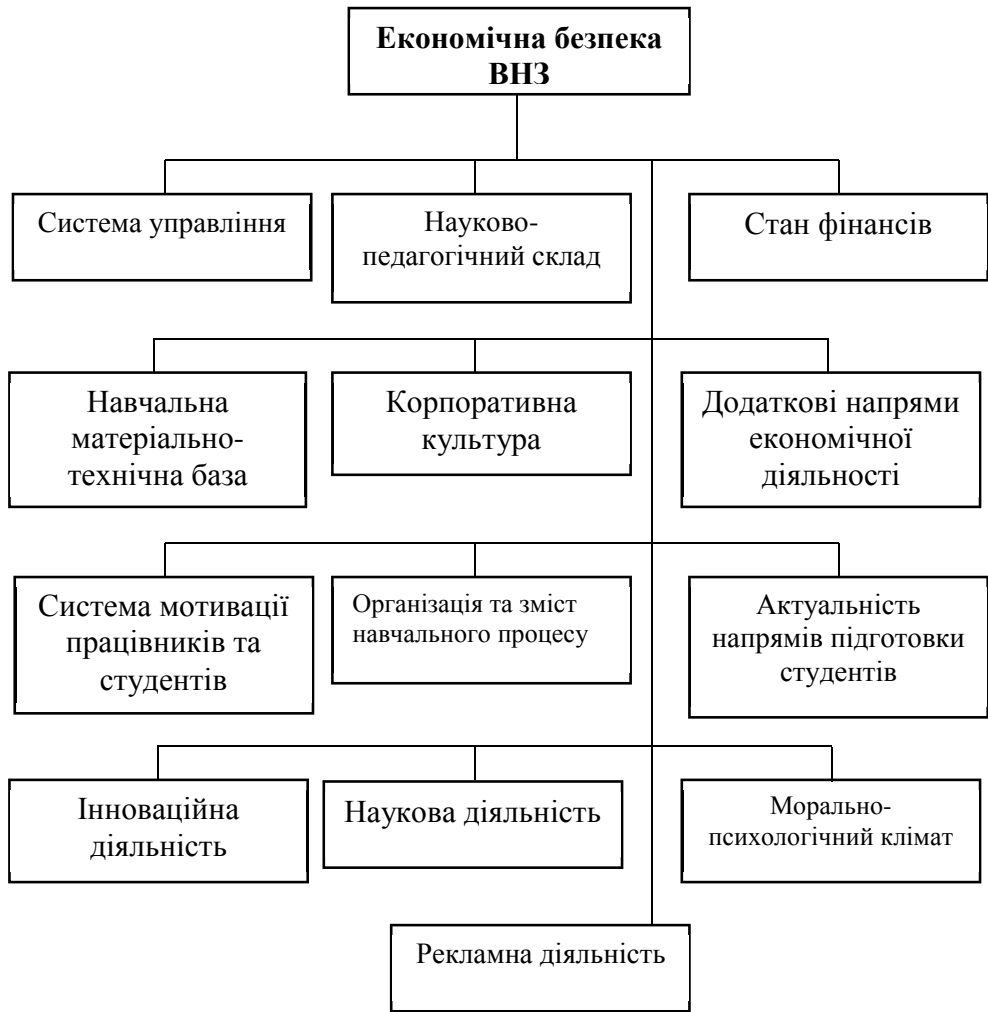 Економічна безпека
ВНЗ
Система управління
Науково-
педагогічний склад
Стан фінансів
Навчальна
матеріально-
технічна база
Корпоративна
культура
Додаткові напрями
економічної
діяльності
Система мотивації
працівників та
студентів
Організація та зміст
навчального процесу
Актуальність
напрямів підготовки
студентів
Інноваційна
діяльність
Наукова діяльність
Морально-
психологічний клімат
Рекламна діяльність